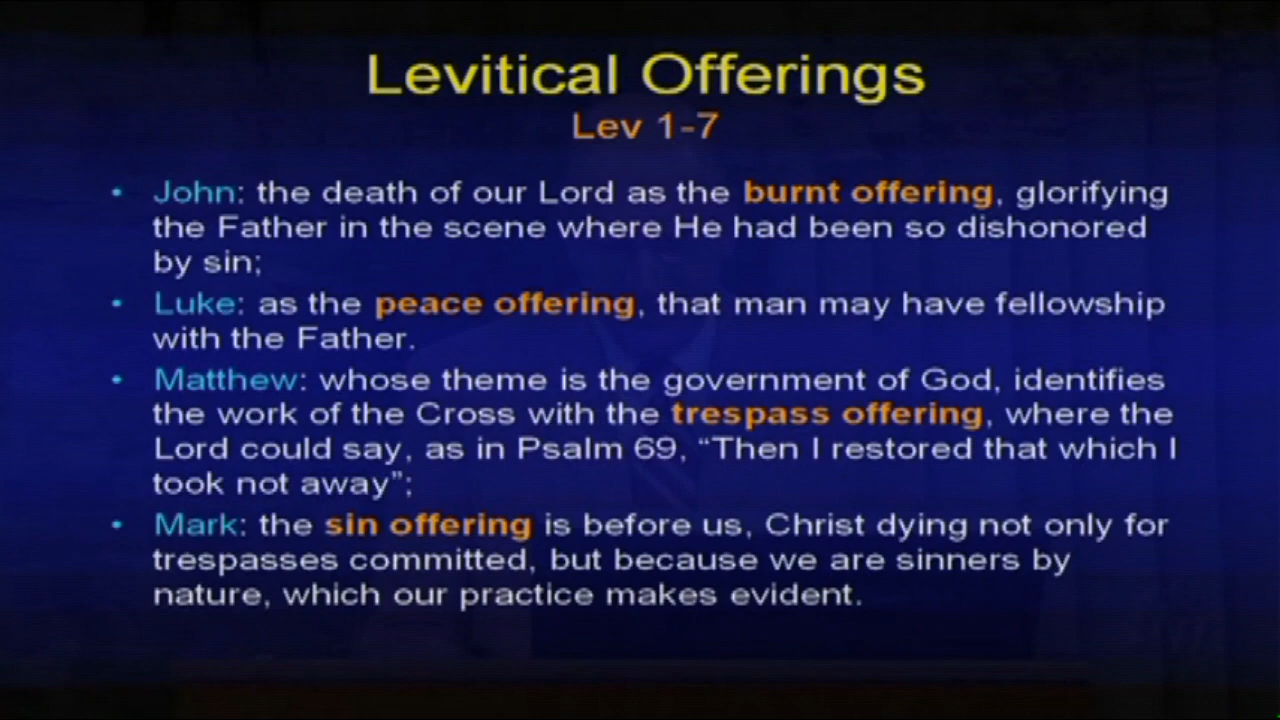 Levitical Offerings
Lev 1-7
• John: the death of our Lord as the burnt offering, glorifying
the Father in the scene where He had been so dishonored
by sin;
• Luke: as the peace offering, that man may have fellowship
with the Father.
• Matthew: whose theme is the government of God, identifies
the work of the Cross with the trespass offering, where the
Lord could say, as in Psalm 69, “Then I restored that which I
took not away”;
• Mark: the sin offering is before us, Christ dying not only for
trespasses committed, but because we are sinners by
nature, which our practice makes evident.